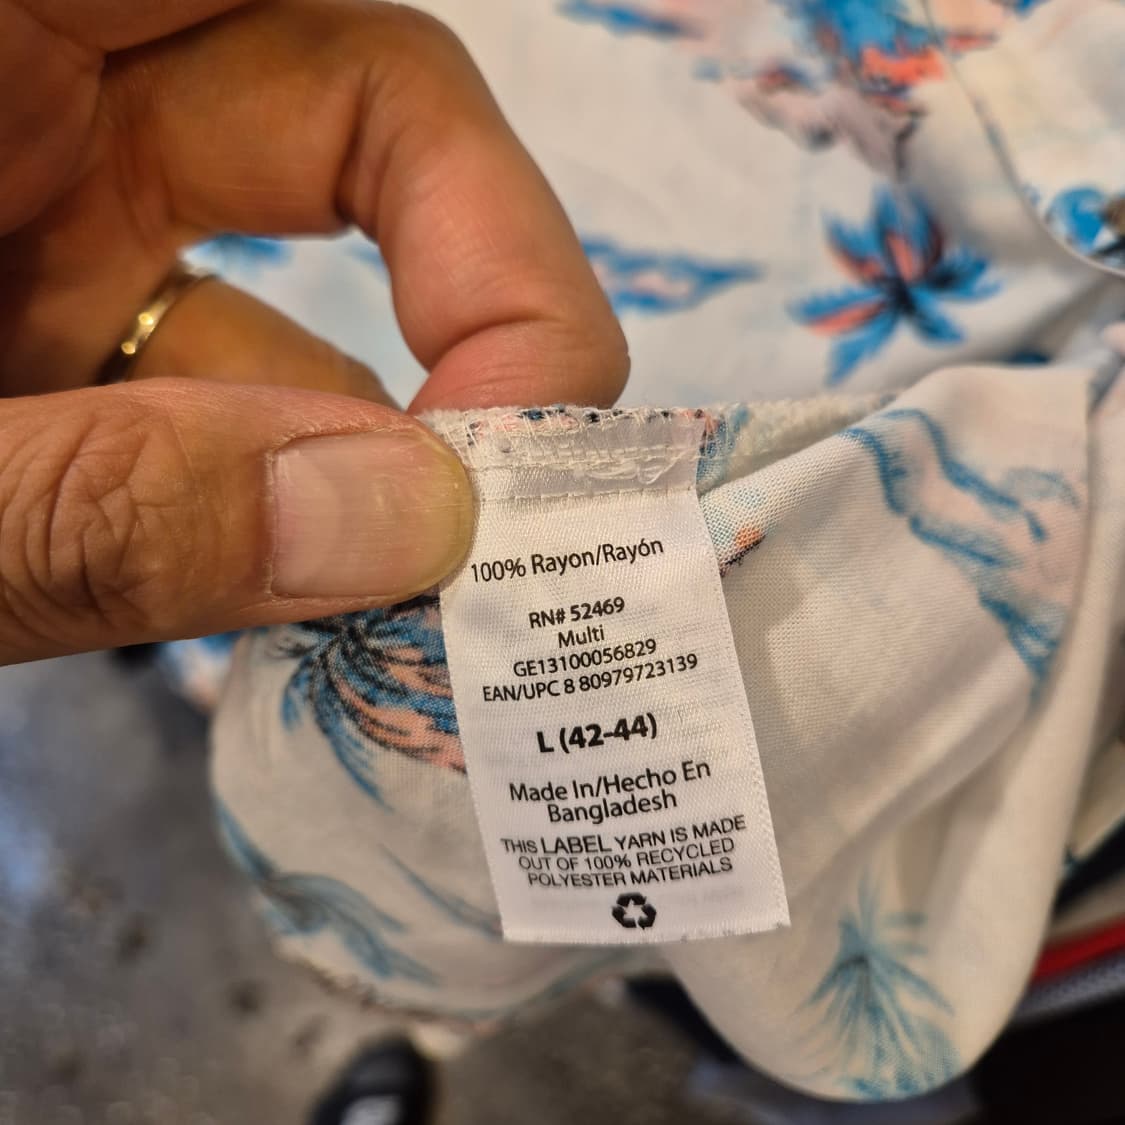 100% Rayon/Rayón
RN# 52469
Multi
GE13100056829
EAN/UPC 8 80979723139
L (42-44)
Made In/Hecho En
Bangladesh
THIS LABEL YARN IS MADE
OUT OF 100% RECYCLED
POLYESTER MATERIALS